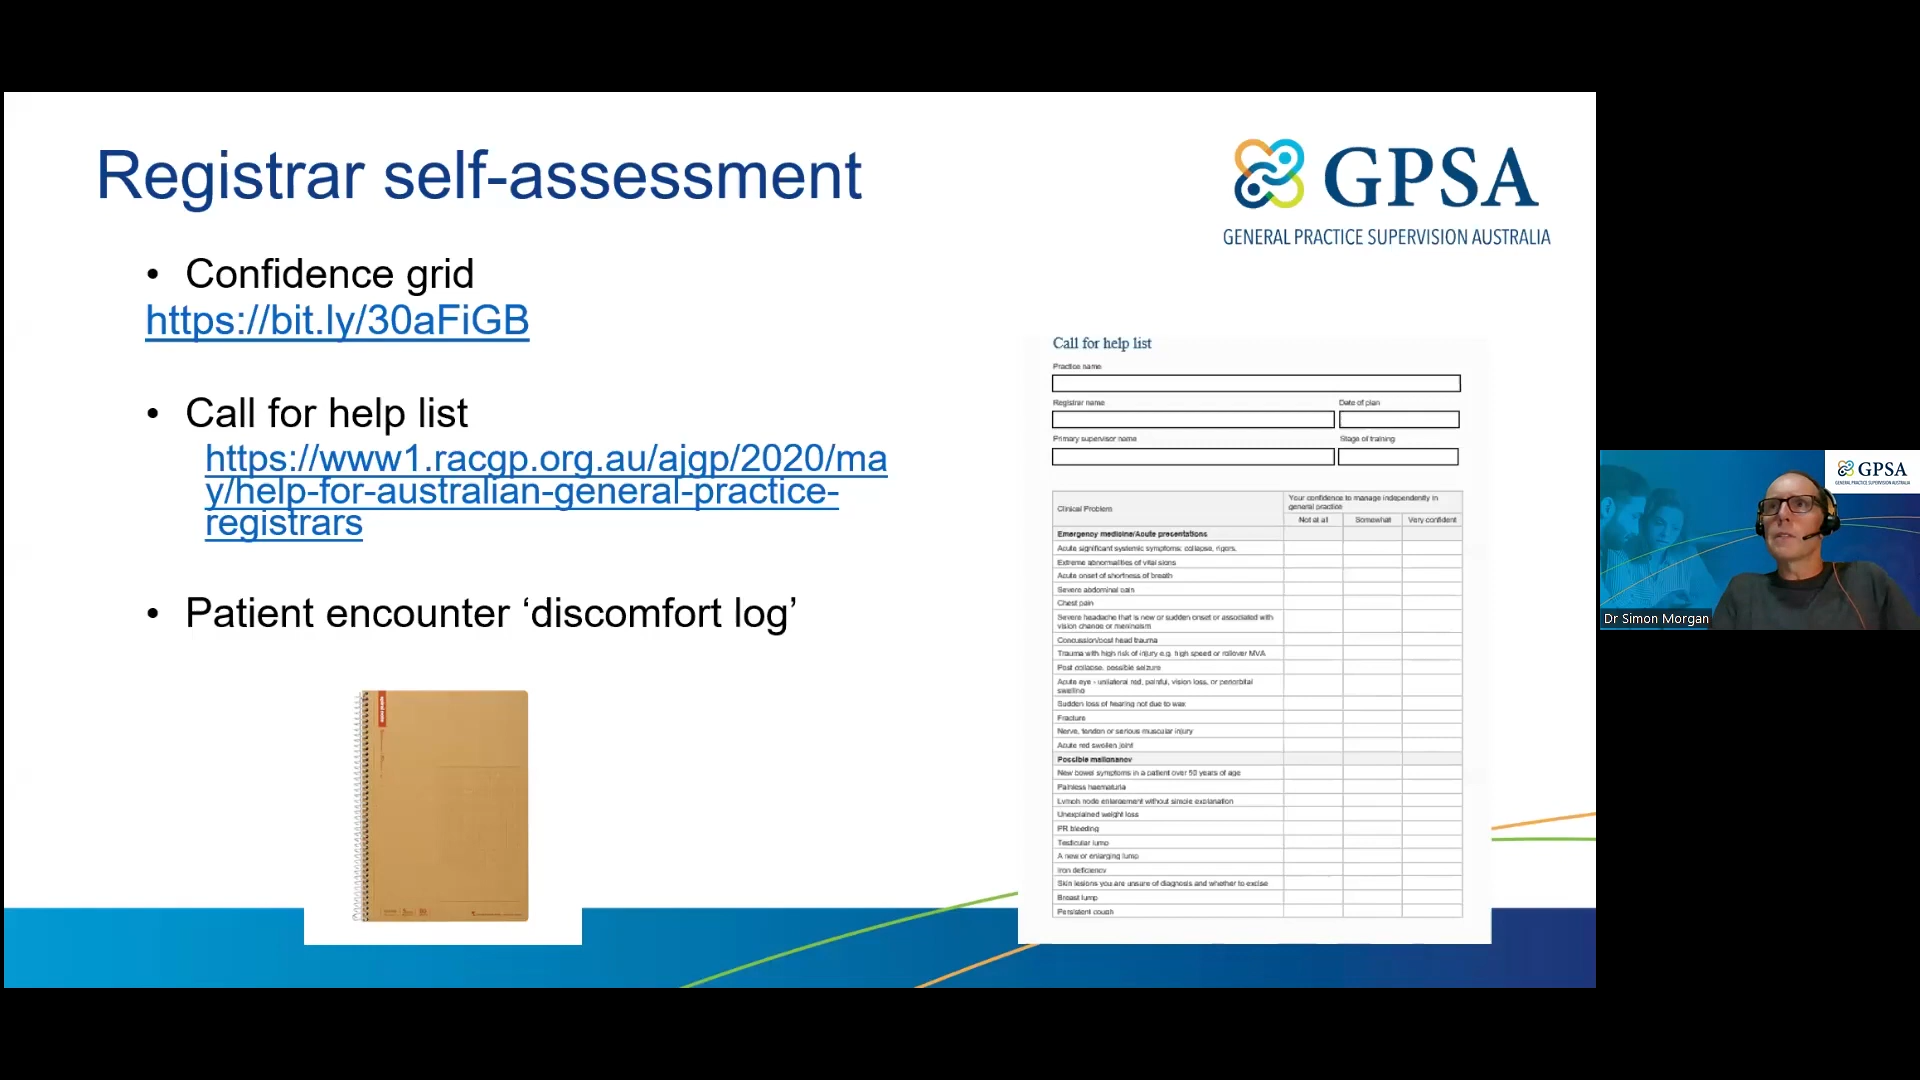 Registrar self-assessment
GPSA
GENERAL PRACTICE SUPERVISION AUSTRALIA
• Confidence grid
https://bit.ly/30aFiGB
• Call for help list
https://www1.racgp.org.au/ajgp/2020/ma
y/help-for-australian-general-practice-
registrars
• Patient encounter ‘discomfort log’
Call for help list
Practice name
Registrar name
Date of plan
Primary supervisor name
Stage of training
Clinical Problem
Your confidence to manage independently in
general practice
Not at all
Somewhat
Very confident
Emergency medicine/Acute presentations
Acute significant systemic symptoms: collapse, rigors,
Extreme abnormalities of vital signs
Acute onset of shortness of breath
Severe abdominal pain
Chest pain
Severe headache that is new or sudden onset or associated with
vision change or meningism
Concussion/post head trauma
Trauma with high risk of injury e.g. high speed or rollover MVA
Post collapse, possible seizure
Acute eye - unilateral red, painful, vision loss, or periorbital
swelling
Sudden loss of hearing not due to wax
Fracture
Nerve, tendon or serious muscular injury
Acute red swollen joint
Possible malignancy
New bowel symptoms in a patient over 50 years of age
Painless haematuria
Lymph node enlargement without simple explanation
Unexplained weight loss
PR bleeding
Testicular lump
A new or enlarging lump
Iron deficiency
Skin lesions you are unsure of diagnosis and whether to excise
Breast lump
Persistent cough
GPSA
GENERAL PRACTICE SUPERVISION AUSTRALIA
Dr Simon Morgan